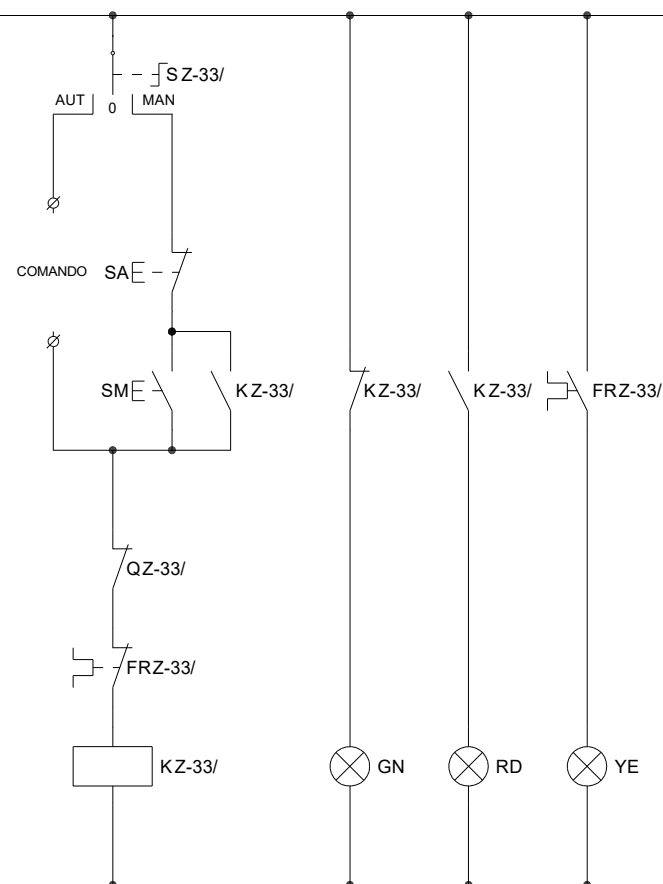 SZ-33/
AUT 0 MAN
COMANDO SA
SM KZ-33/ KZ-33/ KZ-33/ FRZ-33/
QZ-33/
FRZ-33/
KZ-33/ GN RD YE